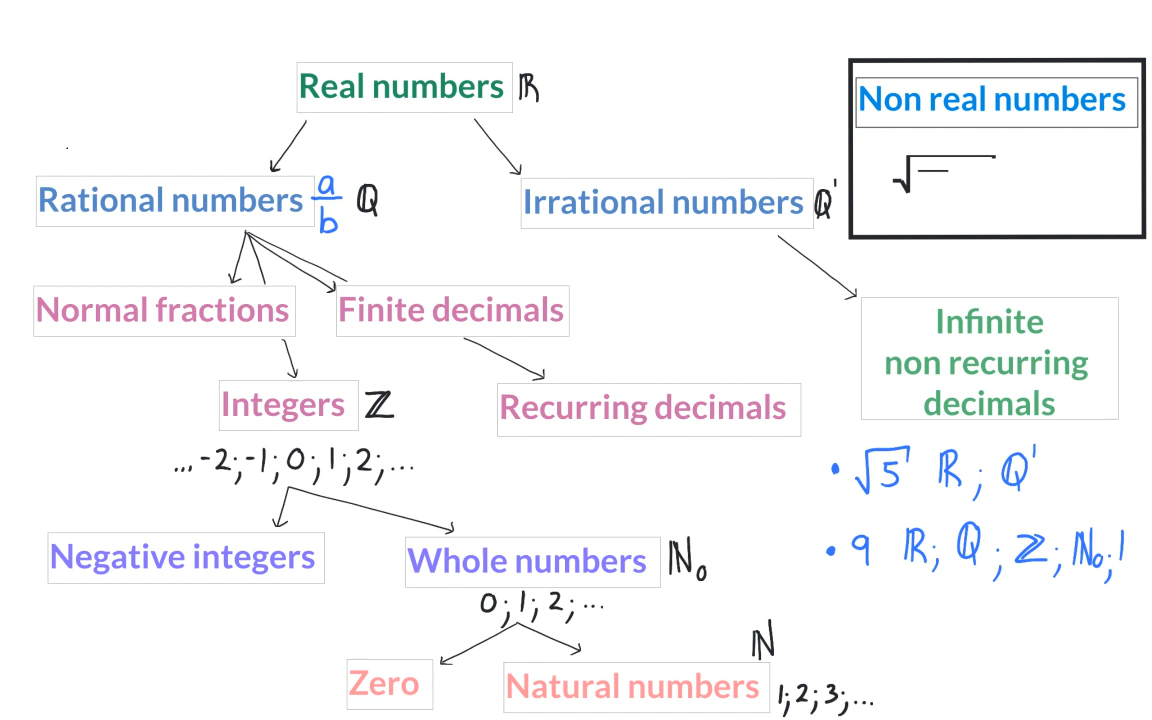 Real numbers ℝ
Non real numbers
√‾
Rational numbers a/b ℚ
Irrational numbers ℚ'
Normal fractions
Finite decimals
Infinite
non recurring
decimals
Integers ℤ
Recurring decimals
...-2;-1;0;1;2;...
• √5 ℝ; ℚ'
• 9 ℝ; ℚ; ℤ; ℕ₀;
Negative integers
Whole numbers ℕ₀
0;1;2;...
ℕ
Zero
Natural numbers 1;2;3;...